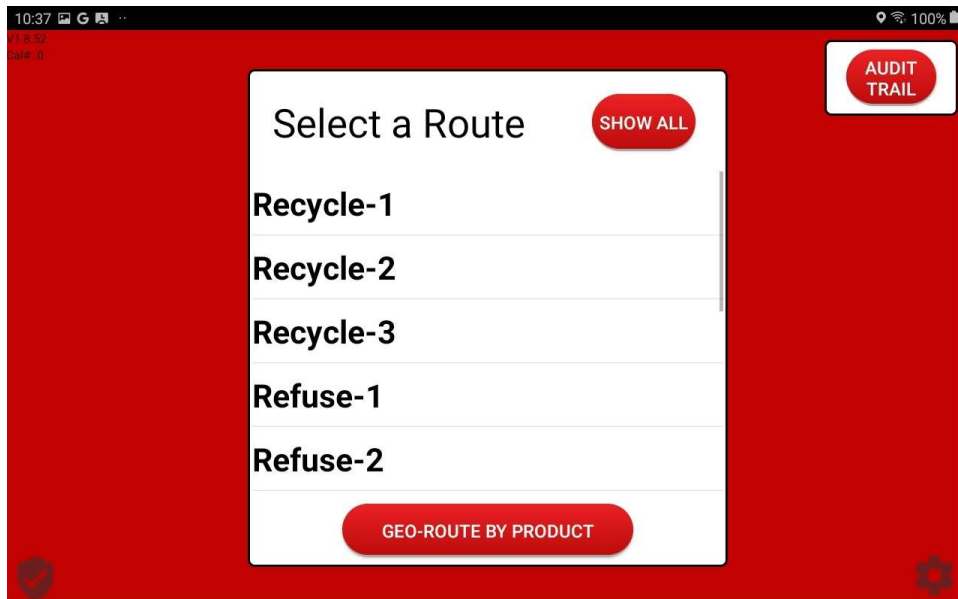 10:37 G 100%
V1.8.52
Cal#: 0
AUDIT
TRAIL
Select a Route
SHOW ALL
Recycle-1
Recycle-2
Recycle-3
Refuse-1
Refuse-2
GEO-ROUTE BY PRODUCT